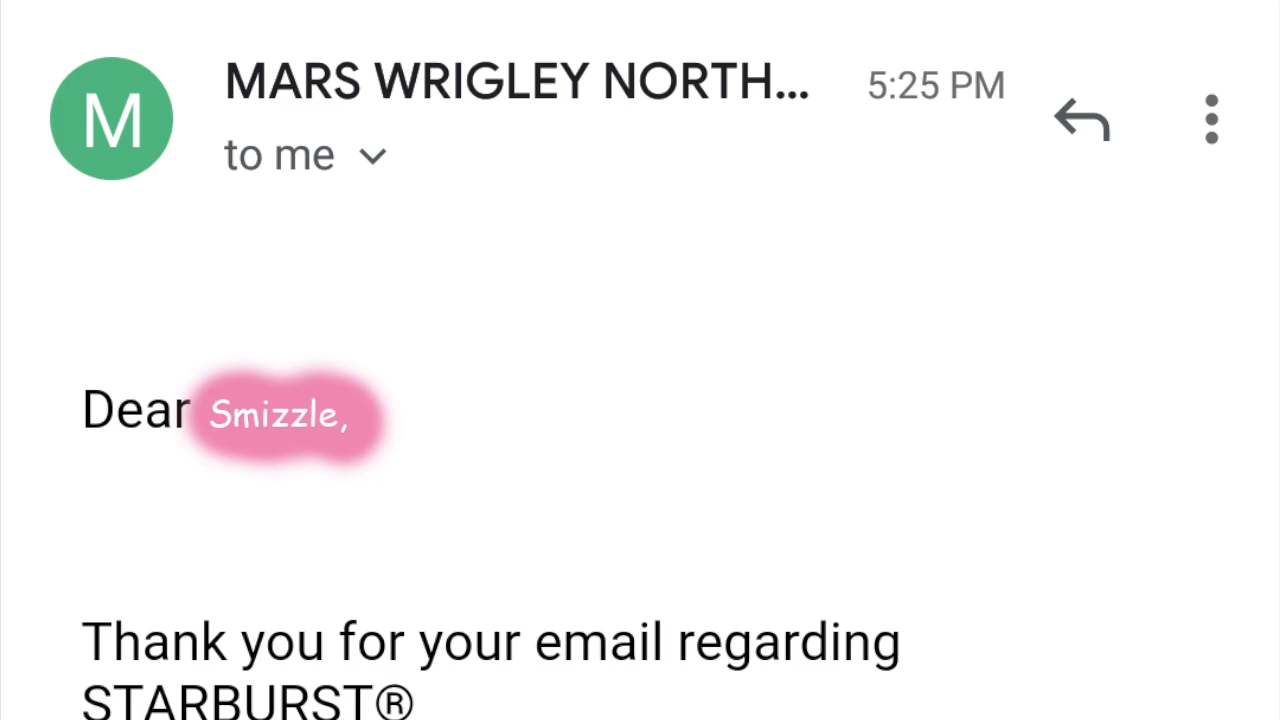 M
MARS WRIGLEY NORTH... 5:25 PM
to me
Dear Smizzle,
Thank you for your email regarding
STARBURST®